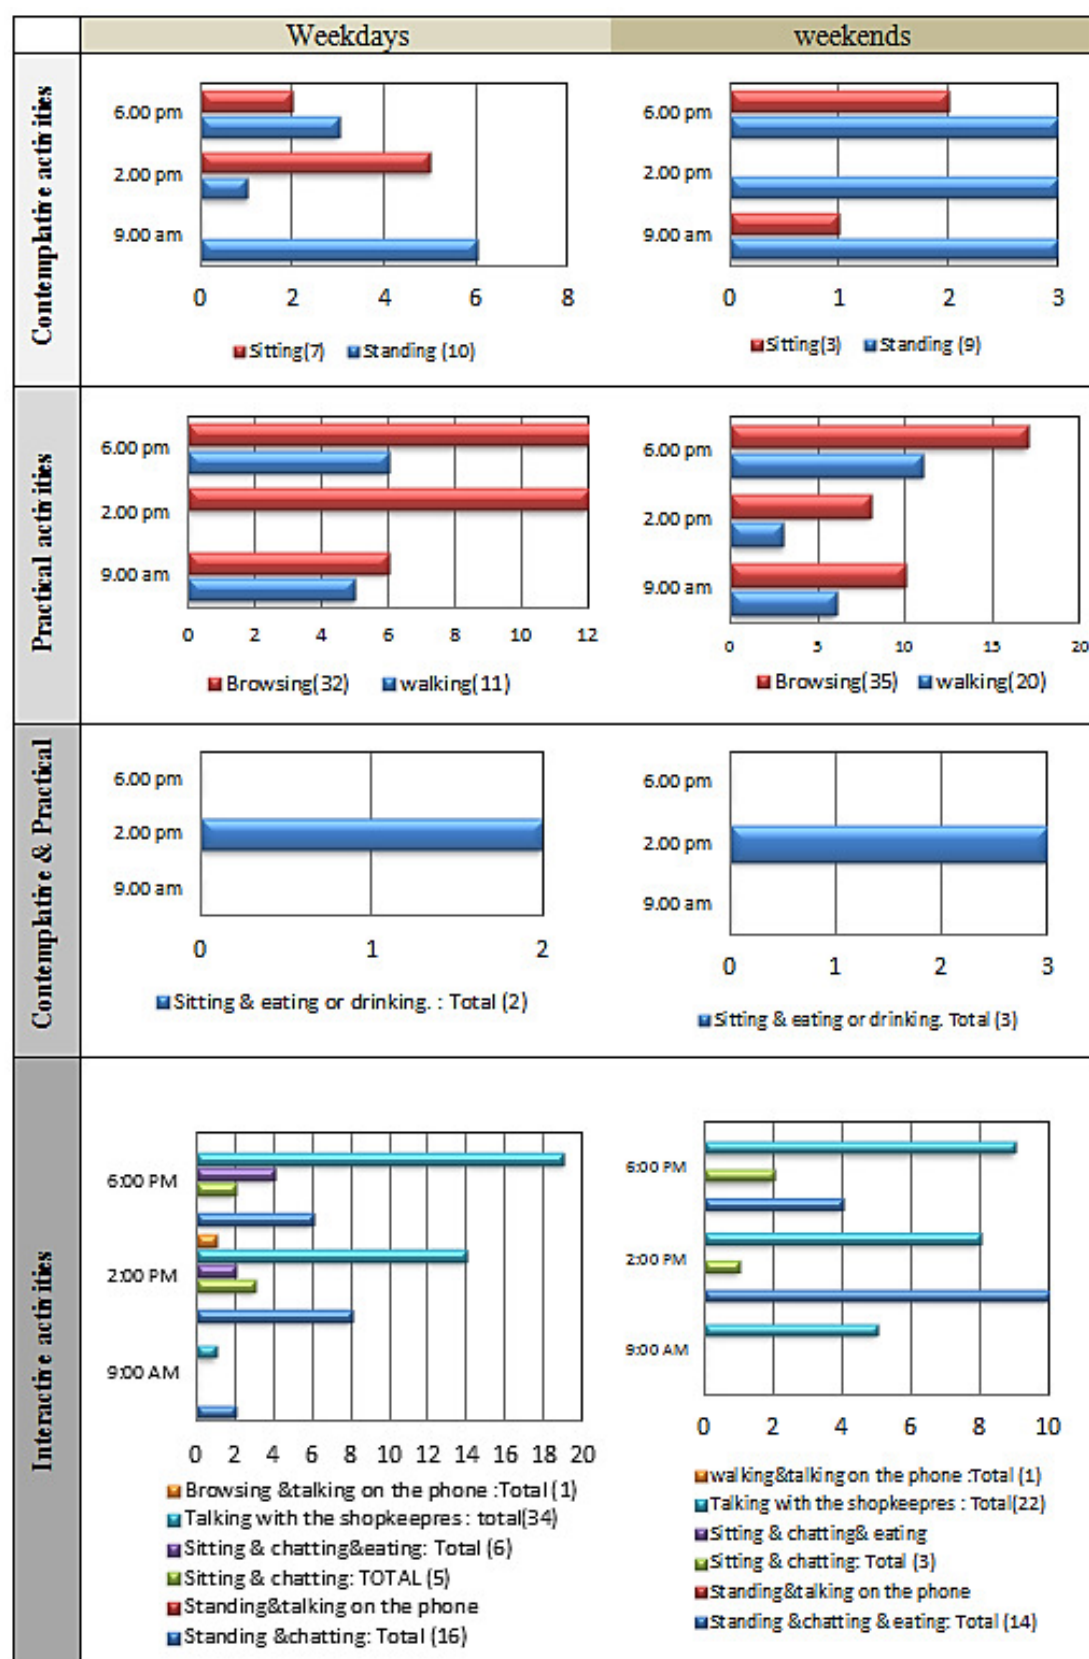 Weekdays
weekends
Contemplative activities
6.00 pm
2.00 pm
9.00 am
0 2 4 6 8
Sitting(7) Standing (10)
6.00 pm
2.00 pm
9.00 am
0 1 2 3
Sitting(3) Standing (9)
Practical activities
6.00 pm
2.00 pm
9.00 am
0 2 4 6 8 10 12
Browsing(32) walking(11)
6.00 pm
2.00 pm
9.00 am
0 5 10 15 20
Browsing(35) walking(20)
Contemplative & Practical
6.00 pm
2.00 pm
9.00 am
0 1 2
Sitting & eating or drinking. : Total (2)
6.00 pm
2.00 pm
9.00 am
0 1 2 3
Sitting & eating or drinking. Total (3)
Interactive activities
6:00 PM
2:00 PM
9:00 AM
0 2 4 6 8 10 12 14 16 18 20
Browsing &talking on the phone :Total (1)
Talking with the shopkeepres : total(34)
Sitting & chatting&eating: Total (6)
Sitting & chatting: TOTAL (5)
Standing&talking on the phone
Standing &chatting: Total (16)
6:00 PM
2:00 PM
9:00 AM
0 2 4 6 8 10
walking&talking on the phone :Total (1)
Talking with the shopkeepres : Total(22)
Sitting & chatting& eating
Sitting & chatting: Total (3)
Standing&talking on the phone
Standing &chatting & eating: Total (14)